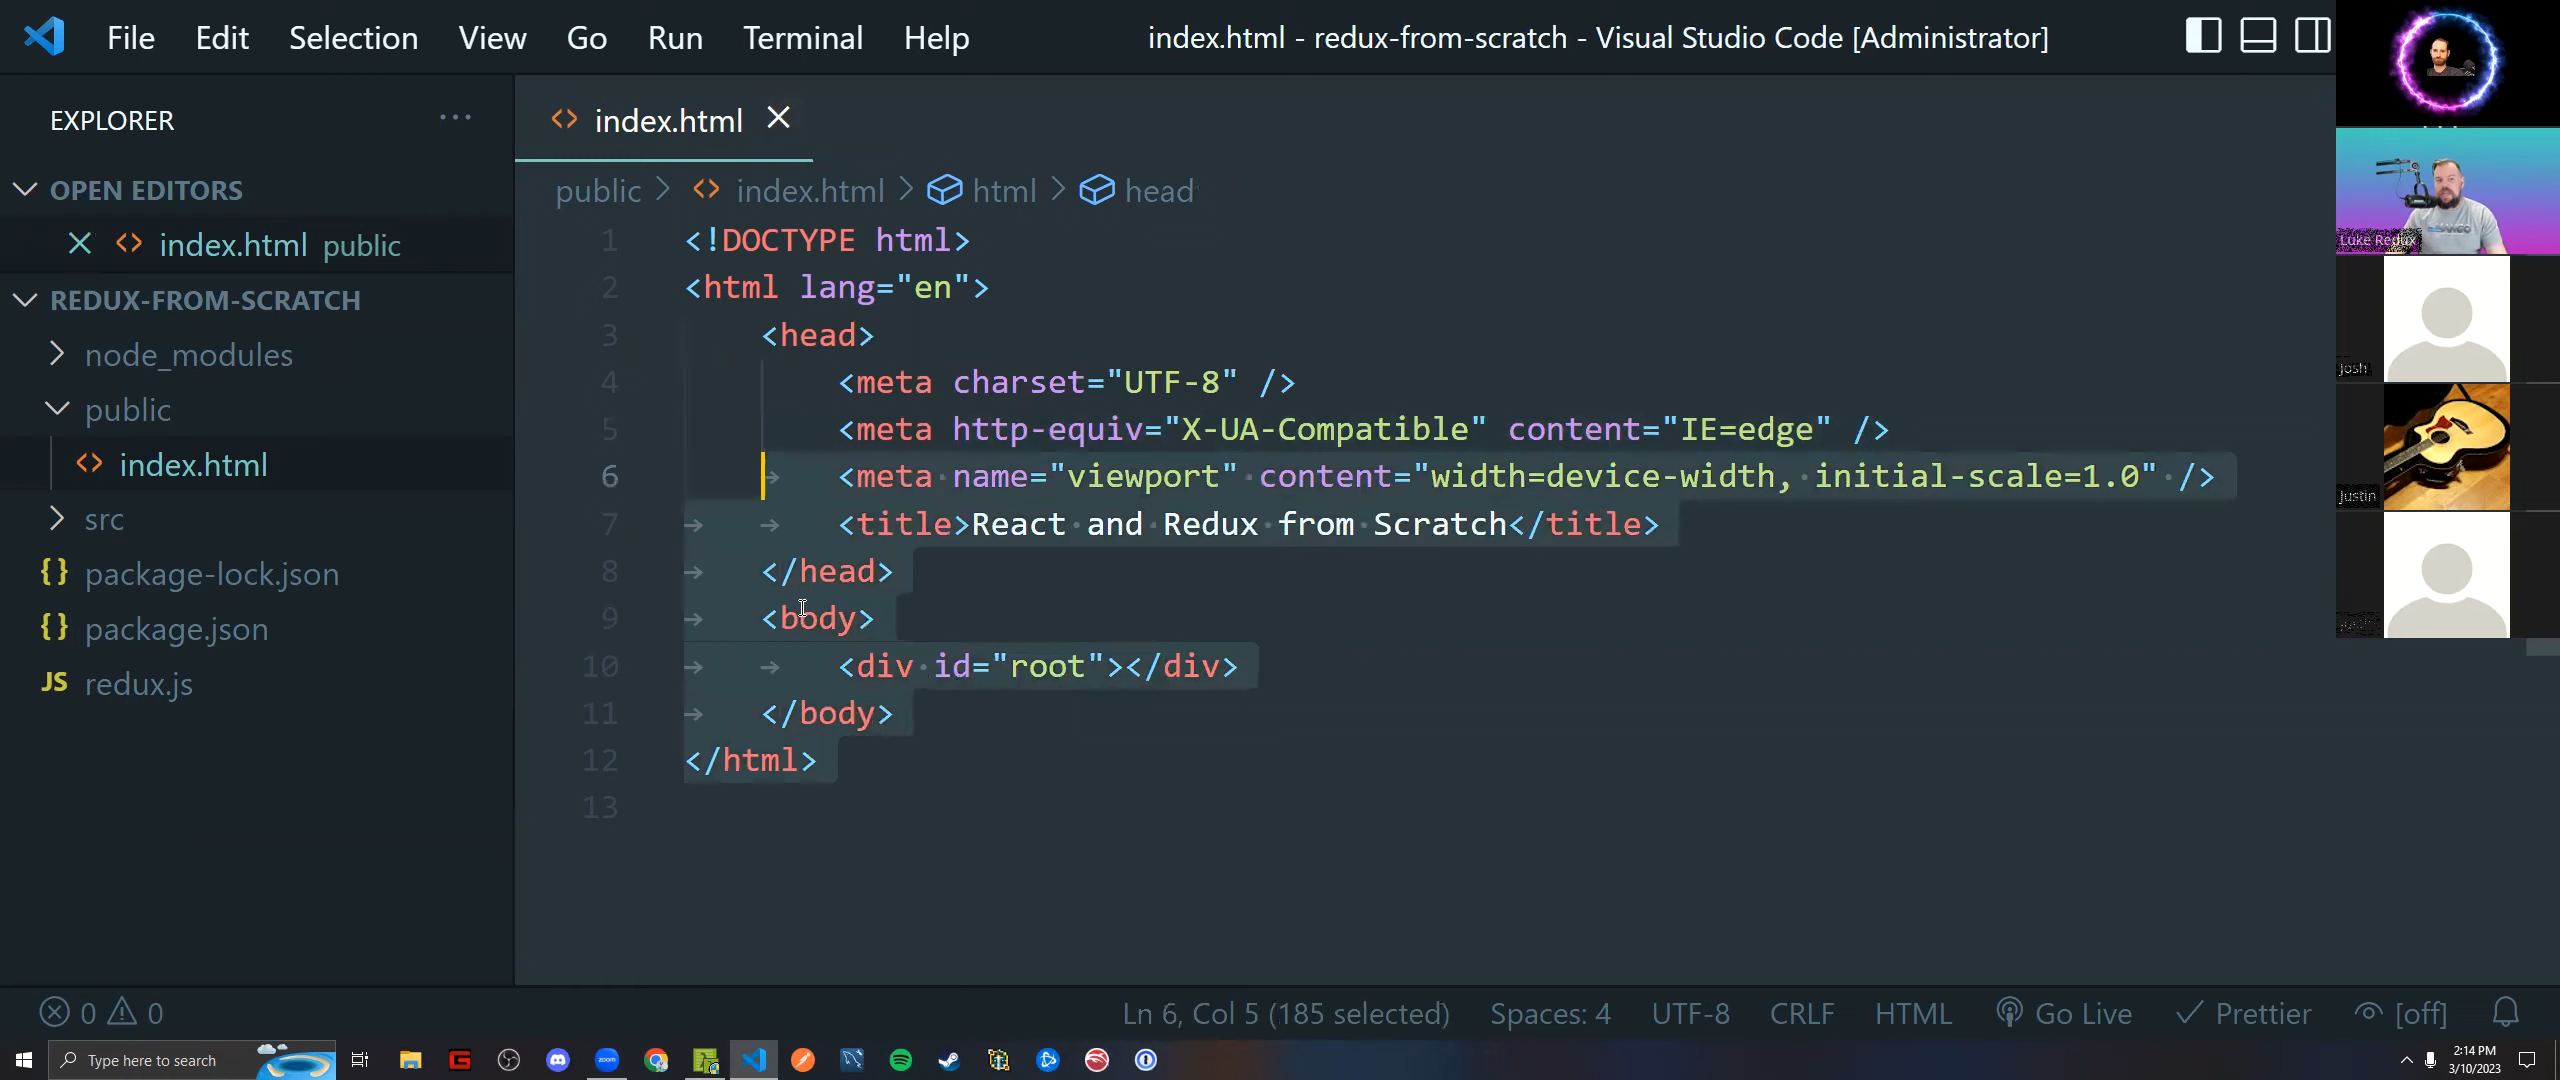 File Edit Selection View Go Run Terminal Help index.html - redux-from-scratch - Visual Studio Code [Administrator]
EXPLORER
OPEN EDITORS
index.html public
REDUX-FROM-SCRATCH
node_modules
public
index.html
src
package-lock.json
package.json
JS redux.js
index.html
public > index.html > html > head
1 <!DOCTYPE html>
2 <html lang="en">
3 <head>
4 <meta charset="UTF-8" />
5 <meta http-equiv="X-UA-Compatible" content="IE=edge" />
6 <meta name="viewport" content="width=device-width, initial-scale=1.0" />
7 <title>React and Redux from Scratch</title>
8 </head>
9 <body>
10 <div id="root"></div>
11 </body>
12 </html>
13
Luke Redux
Josh
Justin
0 0
Ln 6, Col 5 (185 selected) Spaces: 4 UTF-8 CRLF HTML Go Live Prettier [off]
Type here to search
zoom
2:14 PM
3/10/2023